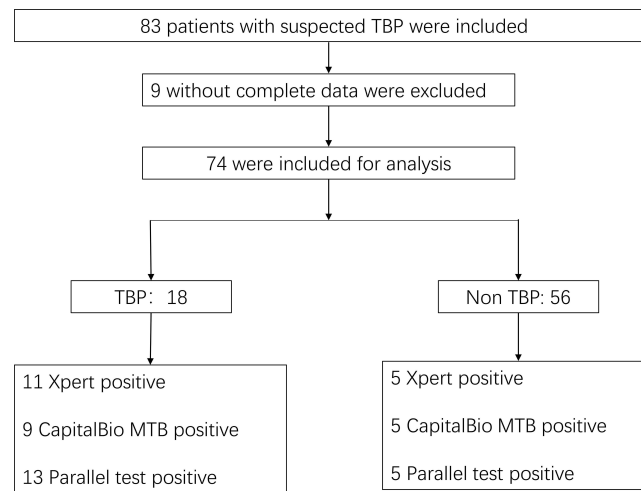 83 patients with suspected TBP were included
9 without complete data were excluded
74 were included for analysis
TBP: 18
Non TBP: 56
11 Xpert positive
9 CapitalBio MTB positive
13 Parallel test positive
5 Xpert positive
5 CapitalBio MTB positive
5 Parallel test positive